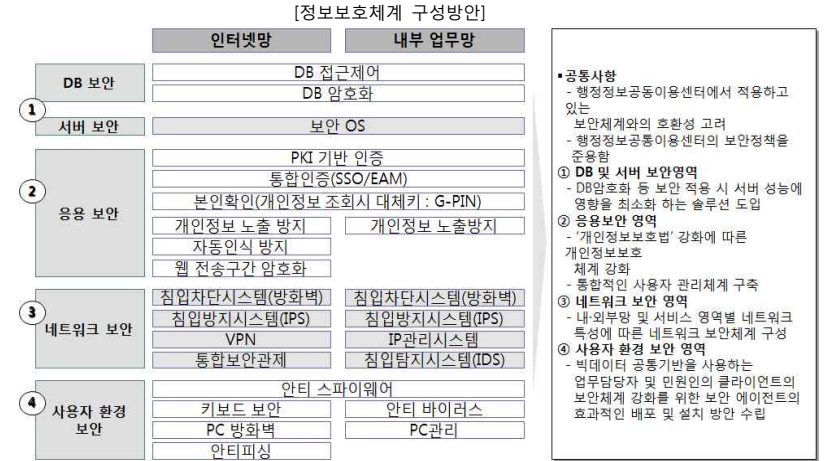 [정보보호체계 구성방안]
인터넷망 내부 업무망
DB 보안
DB 접근제어
DB 암호화
1
서버 보안
보안 OS
2
응용 보안
PKI 기반 인증
통합인증(SSO/EAM)
본인확인(개인정보 조회시 대체키 : G-PIN)
개인정보 노출 방지 개인정보 노출방지
자동인식 방지
웹 전송구간 암호화
3
네트워크 보안
침입차단시스템(방화벽) 침입차단시스템(방화벽)
침입방지시스템(IPS) 침입방지시스템(IPS)
VPN IP관리시스템
통합보안관제 침입탐지시스템(IDS)
4
사용자 환경
보안
안티 스파이웨어
키보드 보안 안티 바이러스
PC 방화벽 PC관리
안티피싱
▪공통사항
- 행정정보공동이용센터에서 적용하고
있는
보안체계와의 호환성 고려
- 행정정보공통이용센터의 보안정책을
준용함
① DB 및 서버 보안영역
- DB암호화 등 보안 적용 시 서버 성능에
영향을 최소화 하는 솔루션 도입
② 응용보안 영역
- '개인정보보호법' 강화에 따른
개인정보보호
체계 강화
- 통합적인 사용자 관리체계 구축
③ 네트워크 보안 영역
- 내·외부망 및 서비스 영역별 네트워크
특성에 따른 네트워크 보안체계 구성
④ 사용자 환경 보안 영역
- 빅데이터 공통기반을 사용하는
업무담당자 및 민원인의 클라이언트의
보안체계 강화를 위한 보안 에이전트의
효과적인 배포 및 설치 방안 수립